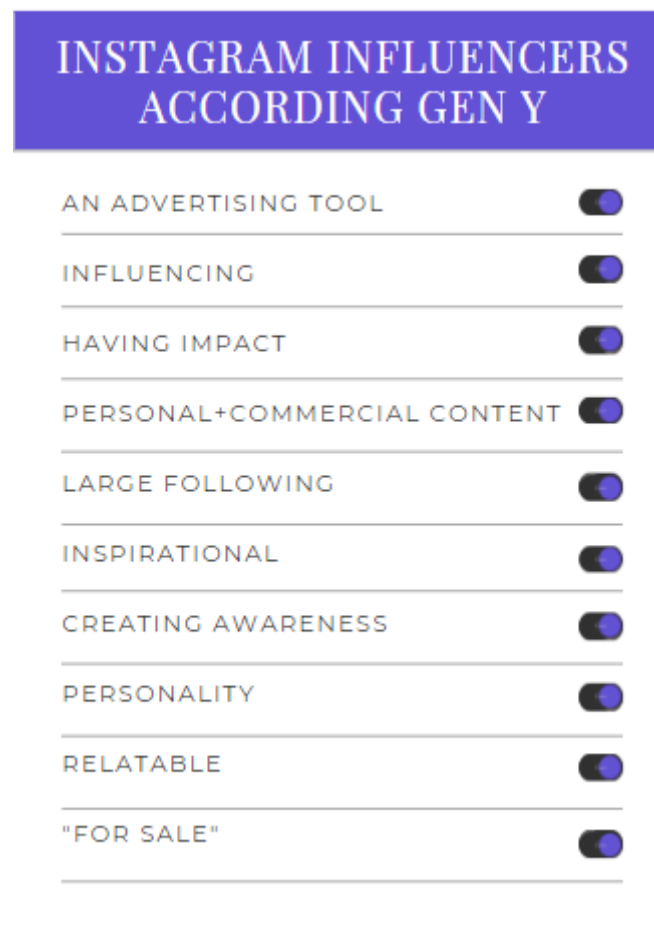 INSTAGRAM INFLUENCERS
ACCORDING GEN Y
AN ADVERTISING TOOL
INFLUENCING
HAVING IMPACT
PERSONAL+COMMERCIAL CONTENT
LARGE FOLLOWING
INSPIRATIONAL
CREATING AWARENESS
PERSONALITY
RELATABLE
"FOR SALE"